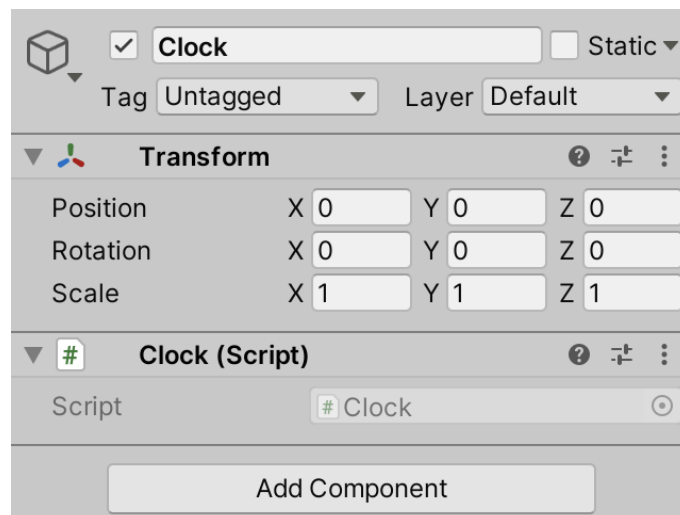 Clock Static
Tag Untagged Layer Default
Transform
Position X 0 Y 0 Z 0
Rotation X 0 Y 0 Z 0
Scale X 1 Y 1 Z 1
# Clock (Script)
Script # Clock
Add Component